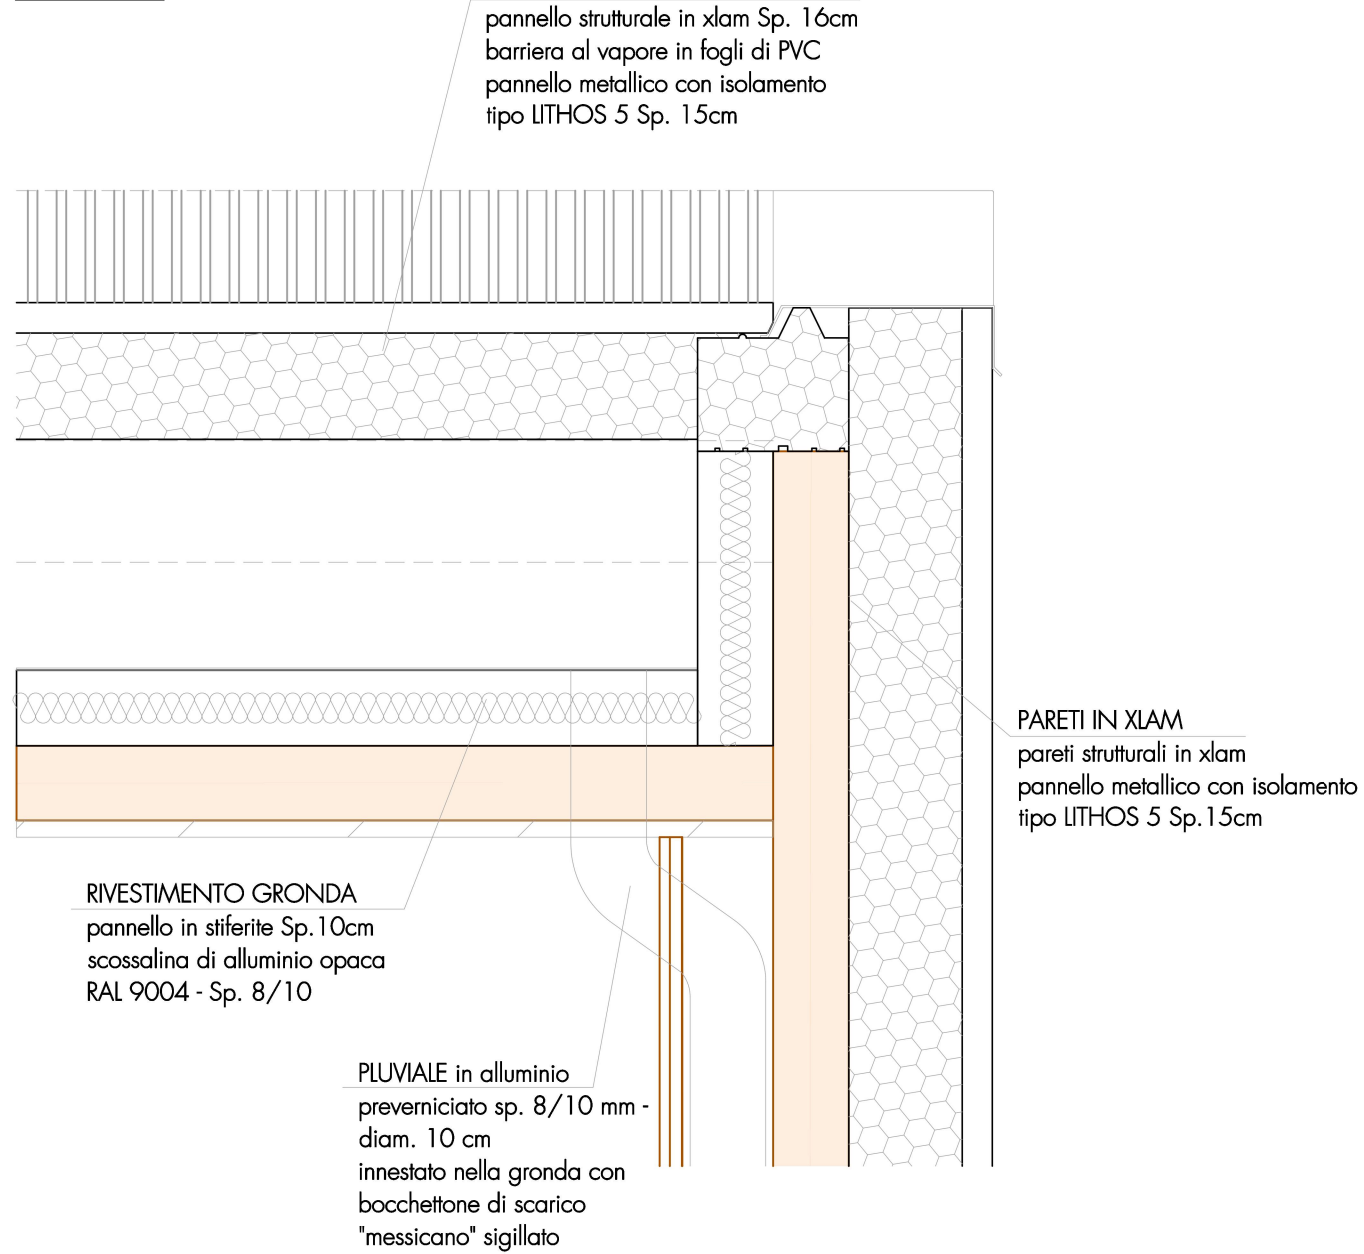 pannello strutturale in xlam Sp. 16cm
barriera al vapore in fogli di PVC
pannello metallico con isolamento
tipo LITHOS 5 Sp. 15cm
PARETI IN XLAM
pareti strutturali in xlam
pannello metallico con isolamento
tipo LITHOS 5 Sp.15cm
RIVESTIMENTO GRONDA
pannello in stiferite Sp.10cm
scossalina di alluminio opaca
RAL 9004 - Sp. 8/10
PLUVIALE in alluminio
preverniciato sp. 8/10 mm -
diam. 10 cm
innestato nella gronda con
bocchettone di scarico
"messicano" sigillato